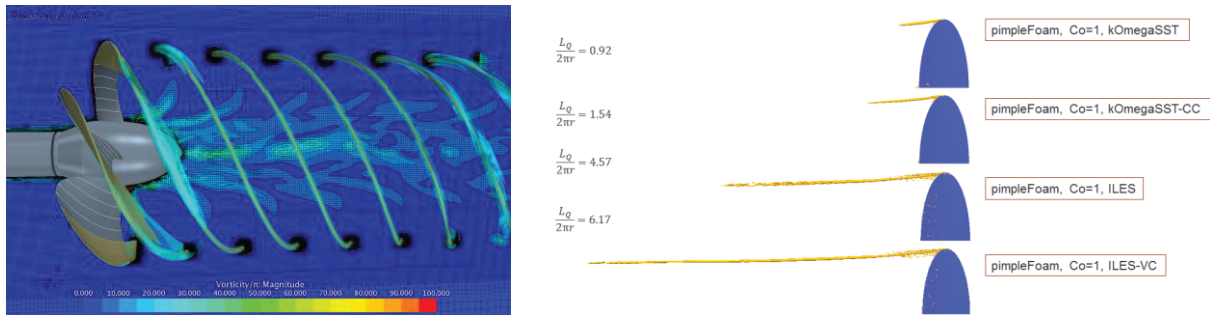 Vorticity/n Magnitude
0.000 10.000 20.000 30.000 40.000 50.000 60.000 70.000 80.000 90.000 100.000
L_Q/2πr = 0.92
pimpleFoam, Co=1, kOmegaSST
L_Q/2πr = 1.54
pimpleFoam, Co=1, kOmegaSST-CC
L_Q/2πr = 4.57
pimpleFoam, Co=1, ILES
L_Q/2πr = 6.17
pimpleFoam, Co=1, ILES-VC